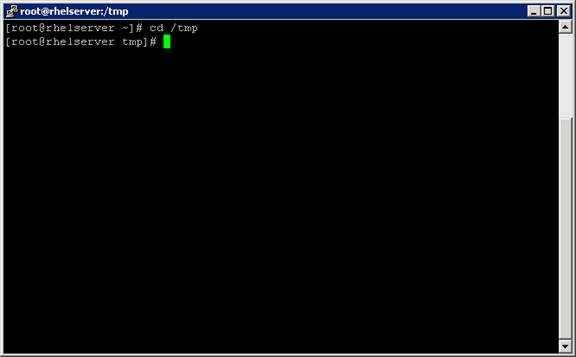 root@rhelserver:/tmp
[root@rhelserver ~]# cd /tmp
[root@rhelserver tmp]#